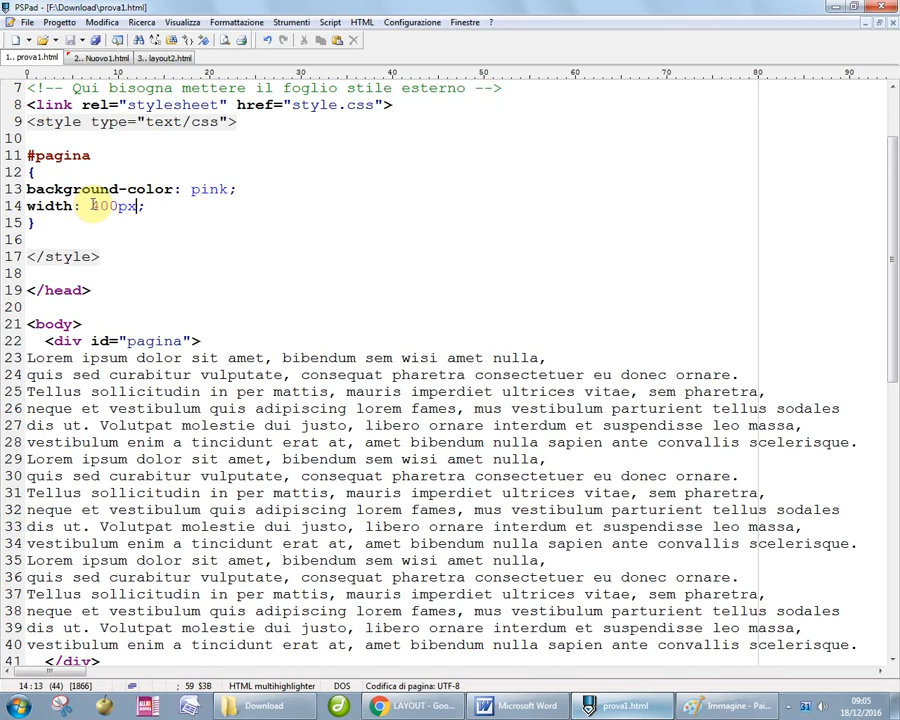 PSPad - [F:\Download\prova1.html]
File Progetto Modifica Ricerca Visualizza Formattazione Strumenti Script HTML Configurazione Finestre ?
1.. prova1.html 2.. Nuovo1.html 3.. layout2.html
0 10 20 30 40 50 60 70 80 90
7 <!-- Qui bisogna mettere il foglio stile esterno -->
8 <link rel="stylesheet" href="style.css">
9 <style type="text/css">
10
11 #pagina
12 {
13 background-color: pink;
14 width: 400px;
15 }
16
17 </style>
18
19 </head>
20
21 <body>
22 <div id="pagina">
23 Lorem ipsum dolor sit amet, bibendum sem wisi amet nulla,
24 quis sed curabitur vulputate, consequat pharetra consectetuer eu donec ornare.
25 Tellus sollicitudin in per mattis, mauris imperdiet ultrices vitae, sem pharetra,
26 neque et vestibulum quis adipiscing lorem fames, mus vestibulum parturient tellus sodales
27 dis ut. Volutpat molestie dui justo, libero ornare interdum et suspendisse leo massa,
28 vestibulum enim a tincidunt erat at, amet bibendum nulla sapien ante convallis scelerisque.
29 Lorem ipsum dolor sit amet, bibendum sem wisi amet nulla,
30 quis sed curabitur vulputate, consequat pharetra consectetuer eu donec ornare.
31 Tellus sollicitudin in per mattis, mauris imperdiet ultrices vitae, sem pharetra,
32 neque et vestibulum quis adipiscing lorem fames, mus vestibulum parturient tellus sodales
33 dis ut. Volutpat molestie dui justo, libero ornare interdum et suspendisse leo massa,
34 vestibulum enim a tincidunt erat at, amet bibendum nulla sapien ante convallis scelerisque.
35 Lorem ipsum dolor sit amet, bibendum sem wisi amet nulla,
36 quis sed curabitur vulputate, consequat pharetra consectetuer eu donec ornare.
37 Tellus sollicitudin in per mattis, mauris imperdiet ultrices vitae, sem pharetra,
38 neque et vestibulum quis adipiscing lorem fames, mus vestibulum parturient tellus sodales
39 dis ut. Volutpat molestie dui justo, libero ornare interdum et suspendisse leo massa,
40 vestibulum enim a tincidunt erat at, amet bibendum nulla sapien ante convallis scelerisque.
41 </div>
14:13 (44) [1866] ; 59 $3B HTML multihighlighter DOS Codifica di pagina: UTF-8
Download LAYOUT - Goo... Microsoft Word prova1.html Immagine - Pai... 31 09:05
18/12/2016